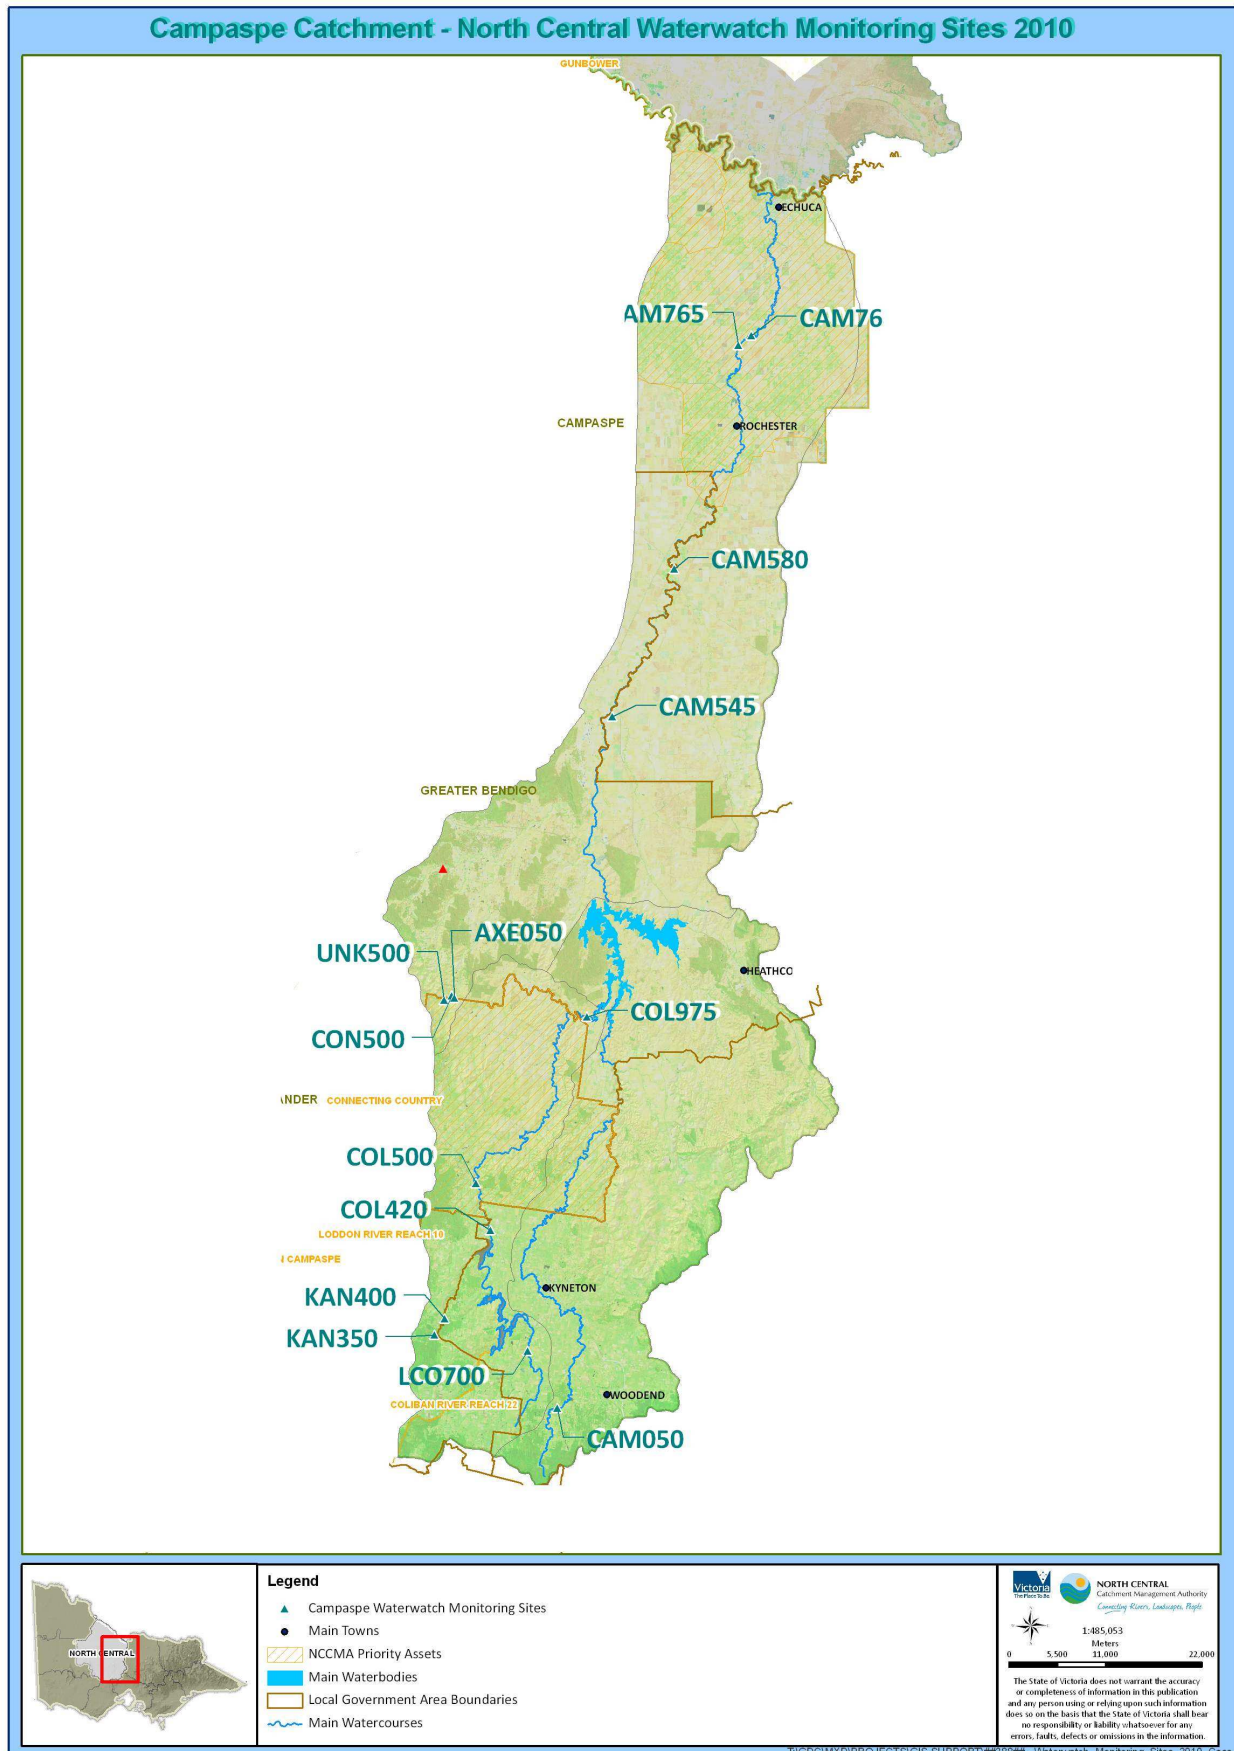 Campaspe Catchment - North Central Waterwatch Monitoring Sites 2010
GUNBOWER
ECHUCA
AM765
CAM76
CAMPASPE
ROCHESTER
CAM580
CAM545
GREATER BENDIGO
AXE050
UNK500
HEATHCO
COL975
CON500
ANDER
CONNECTING COUNTRY
COL500
COL420
LODDON RIVER REACH 10
N CAMPASPE
KYNETON
KAN400
KAN350
LCO700
WOODEND
COLIBAN RIVER REACH 22
CAM050
NORTH CENTRAL
Legend
Campaspe Waterwatch Monitoring Sites
Main Towns
NCCMA Priority Assets
Main Waterbodies
Local Government Area Boundaries
Main Watercourses
Victoria
The Place To Be
NORTH CENTRAL
Catchment Management Authority
Connecting Rivers, Landscapes, People
1:485,053
Meters
0 5,500 11,000 22,000
The State of Victoria does not warrant the accuracy
or completeness of information in this publication
and any person using or relying upon such information
does so on the basis that the State of Victoria shall bear
no responsibility or liability whatsoever for any
errors, faults, defects or omissions in the information.